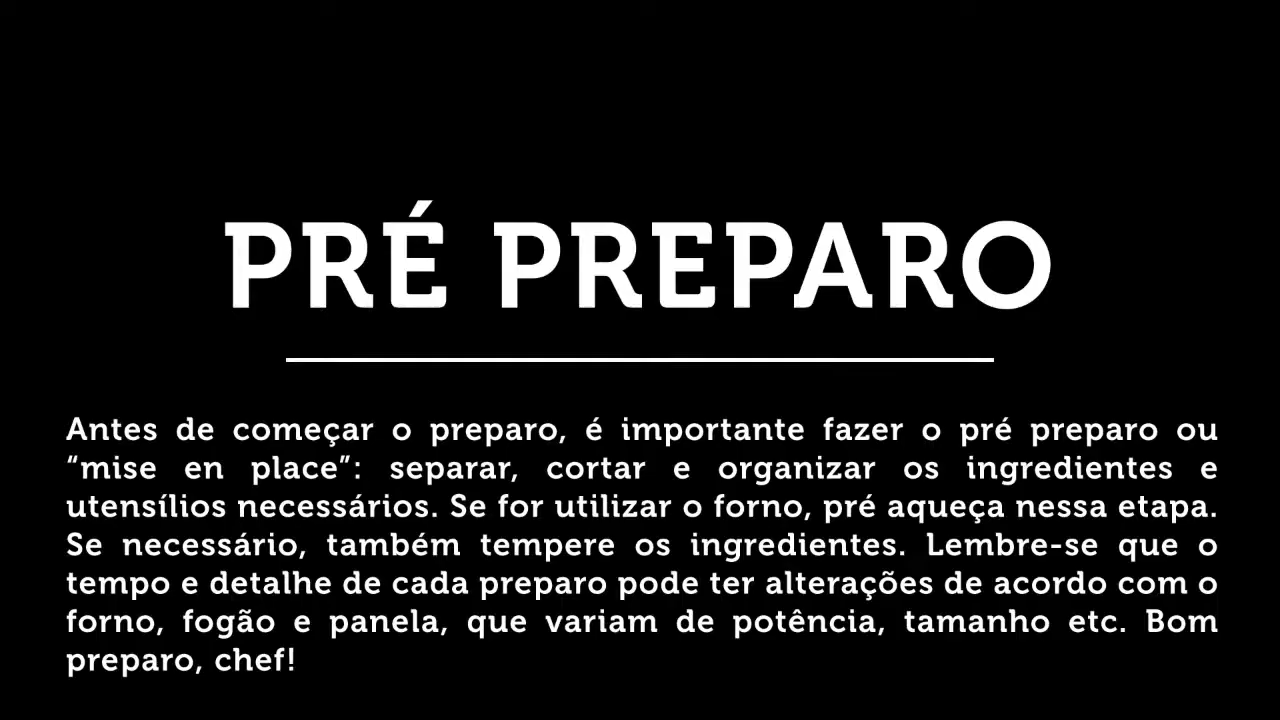 PRÉ PREPARO
Antes de começar o preparo, é importante fazer o pré preparo ou
“mise en place”: separar, cortar e organizar os ingredientes e
utensílios necessários. Se for utilizar o forno, pré aqueça nessa etapa.
Se necessário, também tempere os ingredientes. Lembre-se que o
tempo e detalhe de cada preparo pode ter alterações de acordo com o
forno, fogão e panela, que variam de potência, tamanho etc. Bom
preparo, chef!